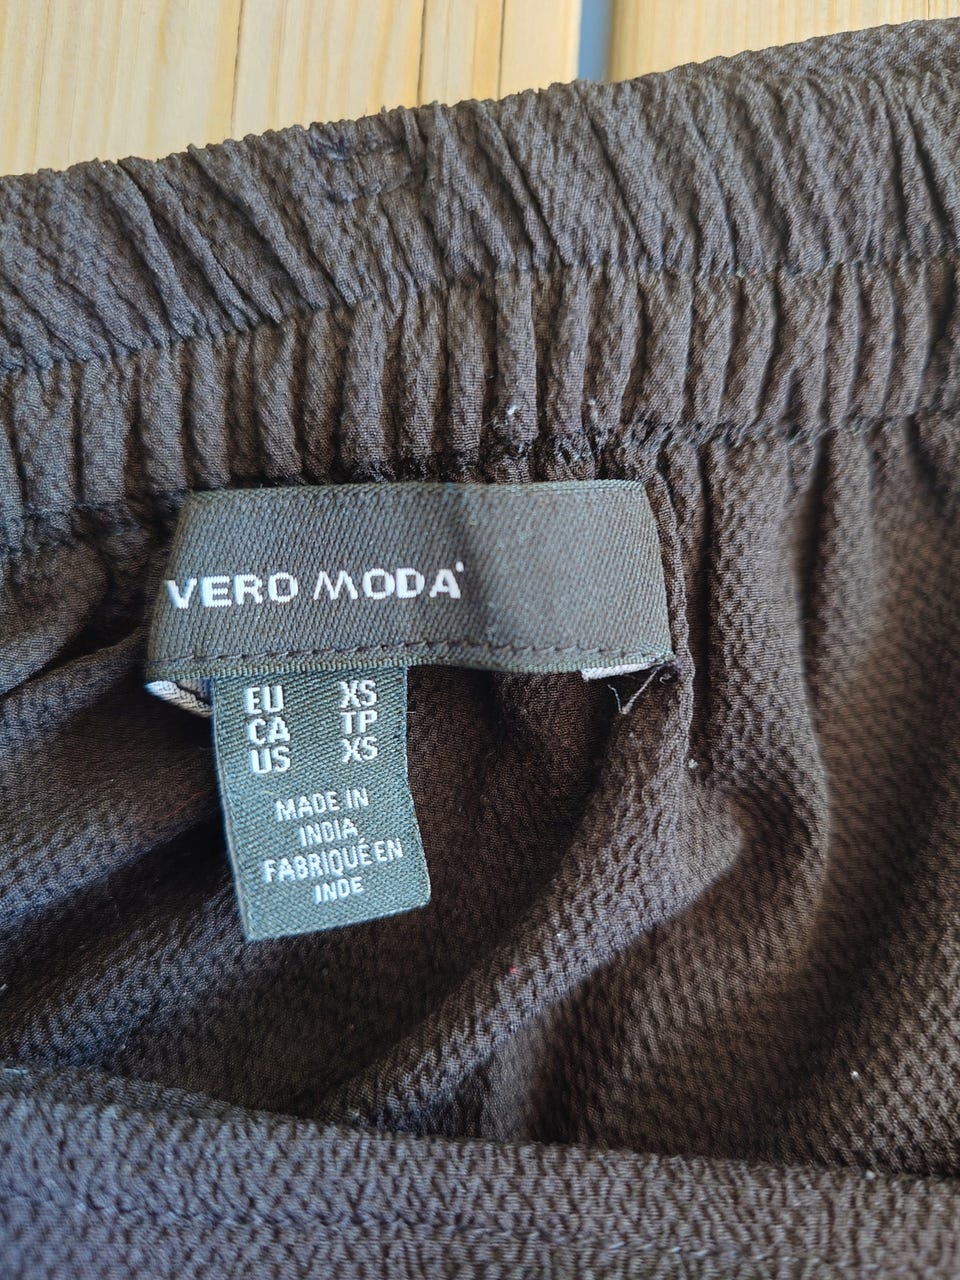 VERO MODA
EU XS
CA TP
US XS
MADE IN
INDIA
FABRIQUÉ EN
INDE